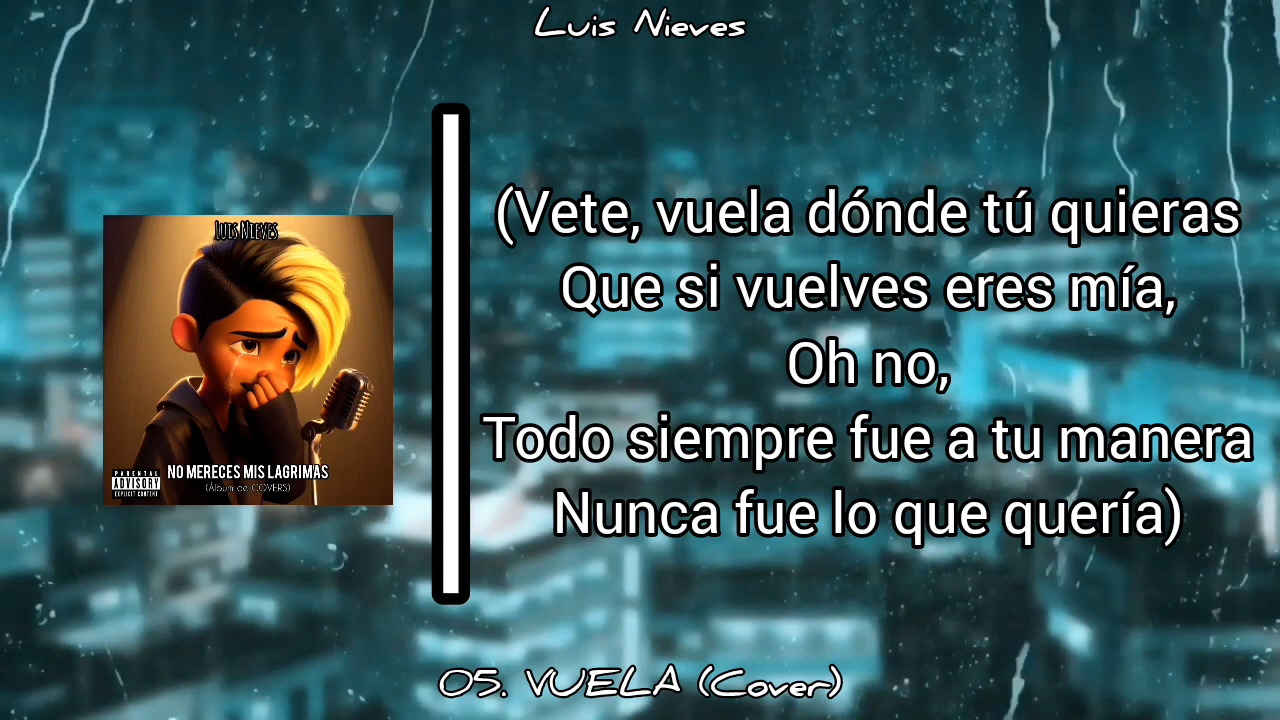 Luis Nieves
(Vete, vuela dónde tú quieras
Que si vuelves eres mía,
Oh no,
Todo siempre fue a tu manera
Nunca fue lo que quería)
LUIS NIEVES
NO MERECES MIS LAGRIMAS
(Álbum de COVERS)
PARENTAL
ADVISORY
EXPLICIT CONTENT
05. VUELA (Cover)